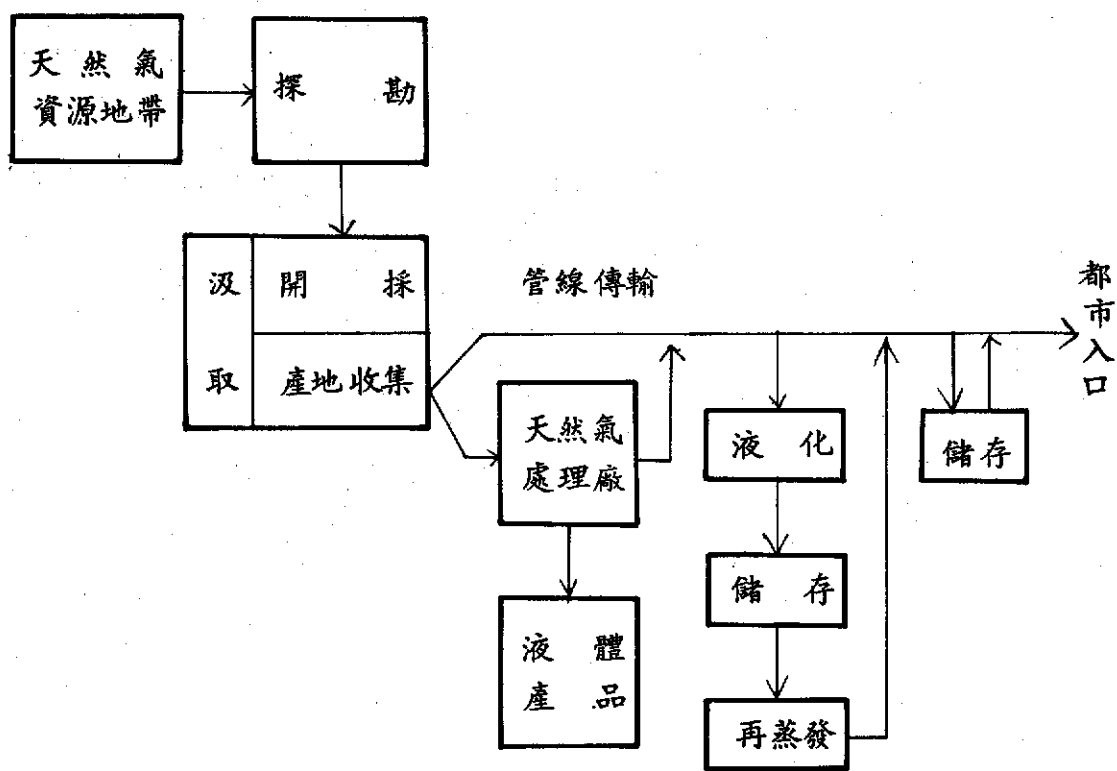 天然氣
資源地帶
探勘
汲取
開採
產地收集
管線傳輸
都市入口
天然氣
處理廠
液體
產品
液化
儲存
再蒸發
儲存